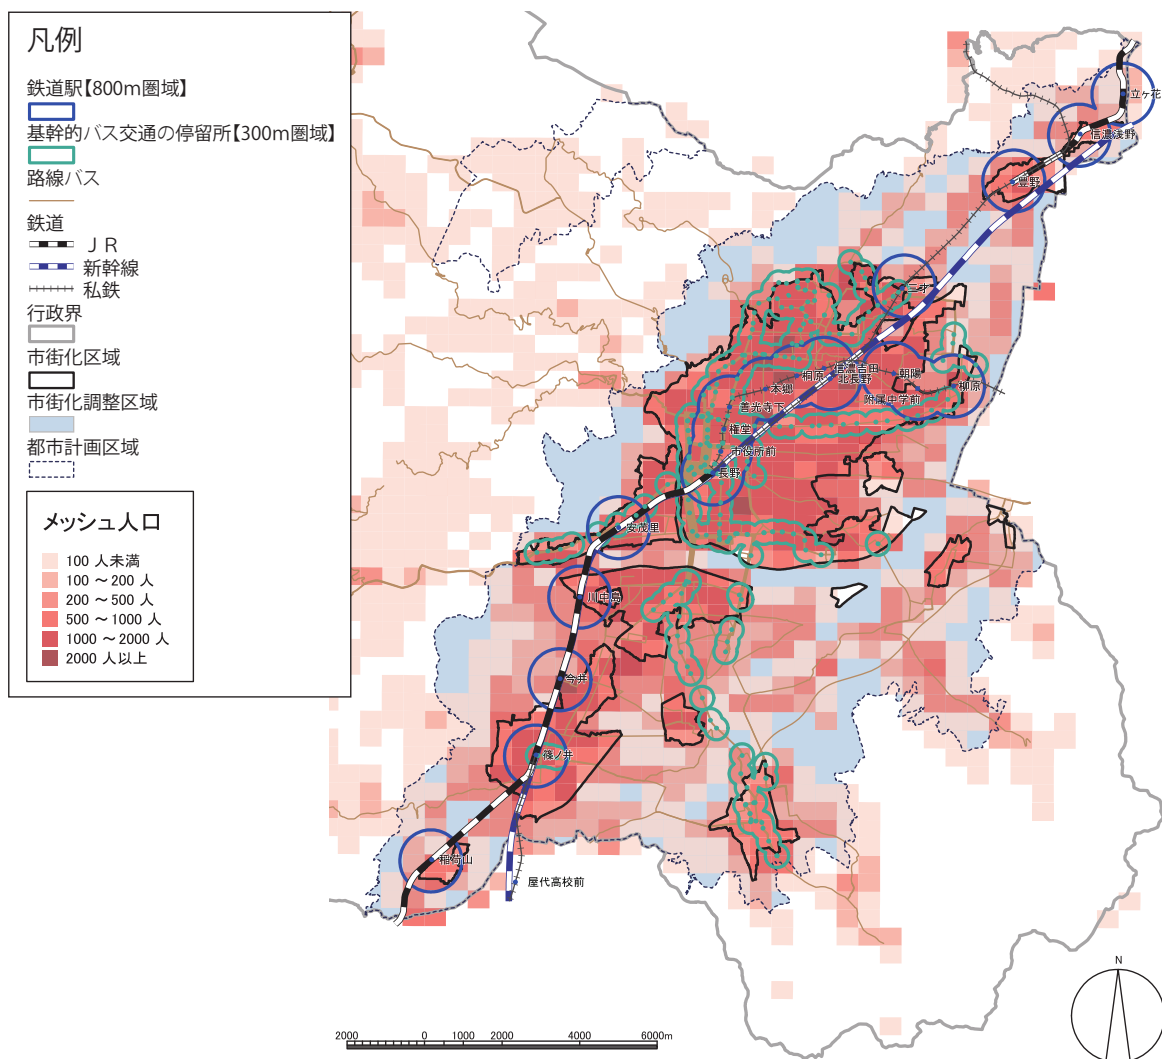 凡例
鉄道駅【800m圏域】
基幹的バス交通の停留所【300m圏域】
路線バス
鉄道
ＪＲ
新幹線
私鉄
行政界
市街化区域
市街化調整区域
都市計画区域
メッシュ人口
100 人未満
100 ～200 人
200 ～500 人
500 ～1000 人
1000 ～2000 人
2000 人以上
立ヶ花
信濃浅野
豊野
三才
信濃吉田
北長野
桐原
朝陽
本郷
柳原
附属中学前
善光寺下
権堂
市役所前
長野
安茂里
川中島
今井
篠ノ井
稲荷山
屋代高校前
N
2000 0 1000 2000 4000 6000m